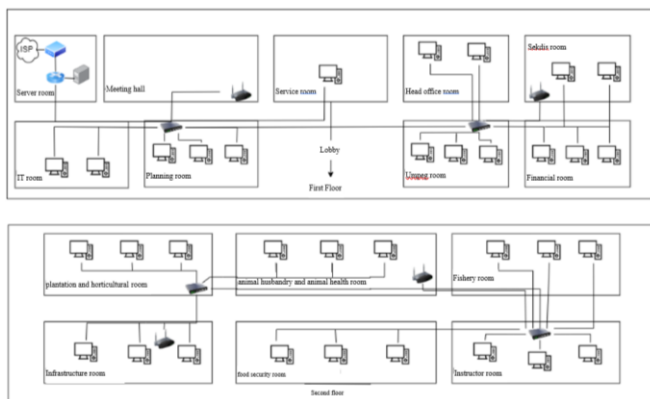 ISP
Server room
Meeting hall
Service room
Head office room
Sekdis room
IT room
Planning room
Lobby
First Floor
Umpeg room
Financial room
plantation and horticultural room
animal husbandry and animal health room
Fishery room
Infrastructure room
food security room
Instructor room
Second floor